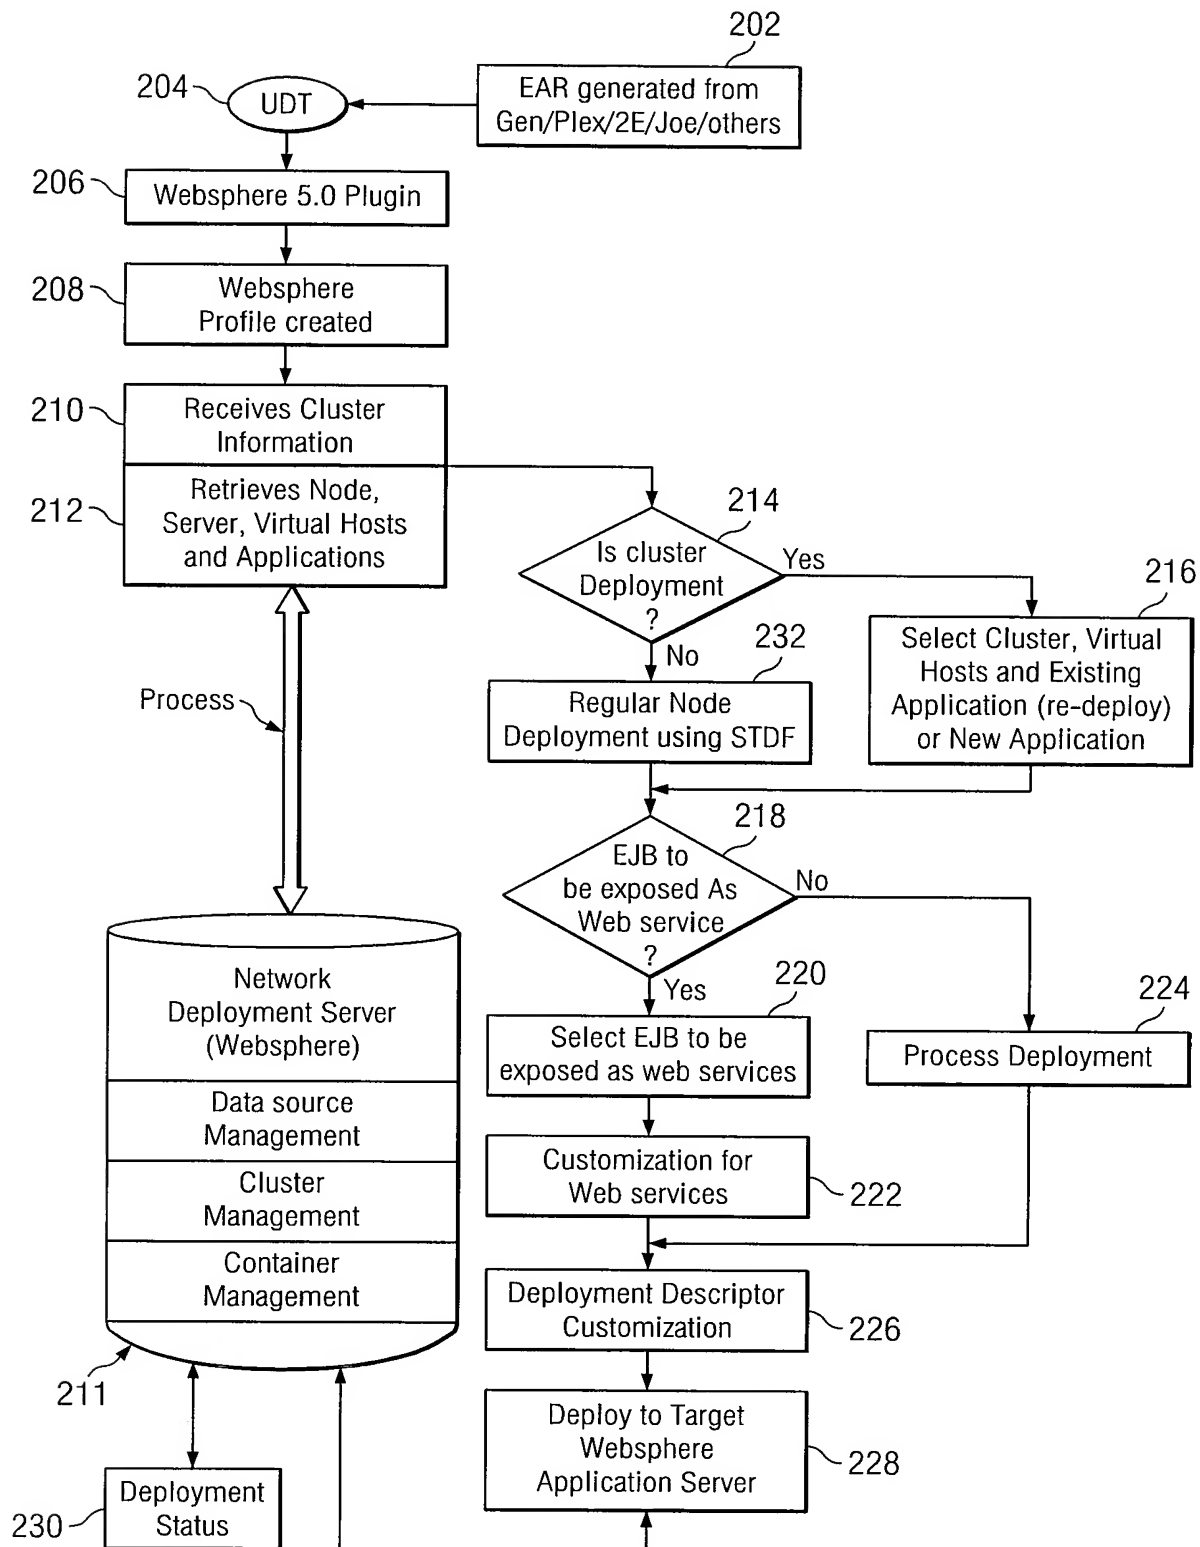 202
EAR generated from
Gen/Plex/2E/Joe/others
204
UDT
206
Websphere 5.0 Plugin
208
Websphere
Profile created
210
Receives Cluster
Information
212
Retrieves Node,
Server, Virtual Hosts
and Applications
214
Is cluster
Deployment
?
Yes
No
216
Select Cluster, Virtual
Hosts and Existing
Application (re-deploy)
or New Application
232
Regular Node
Deployment using STDF
Process
218
EJB to
be exposed As
Web service
?
No
Yes
220
Select EJB to be
exposed as web services
224
Process Deployment
Network
Deployment Server
(Websphere)
Data source
Management
Cluster
Management
Container
Management
211
Customization for
Web services
222
Deployment Descriptor
Customization
226
Deploy to Target
Websphere
Application Server
228
Deployment
Status
230